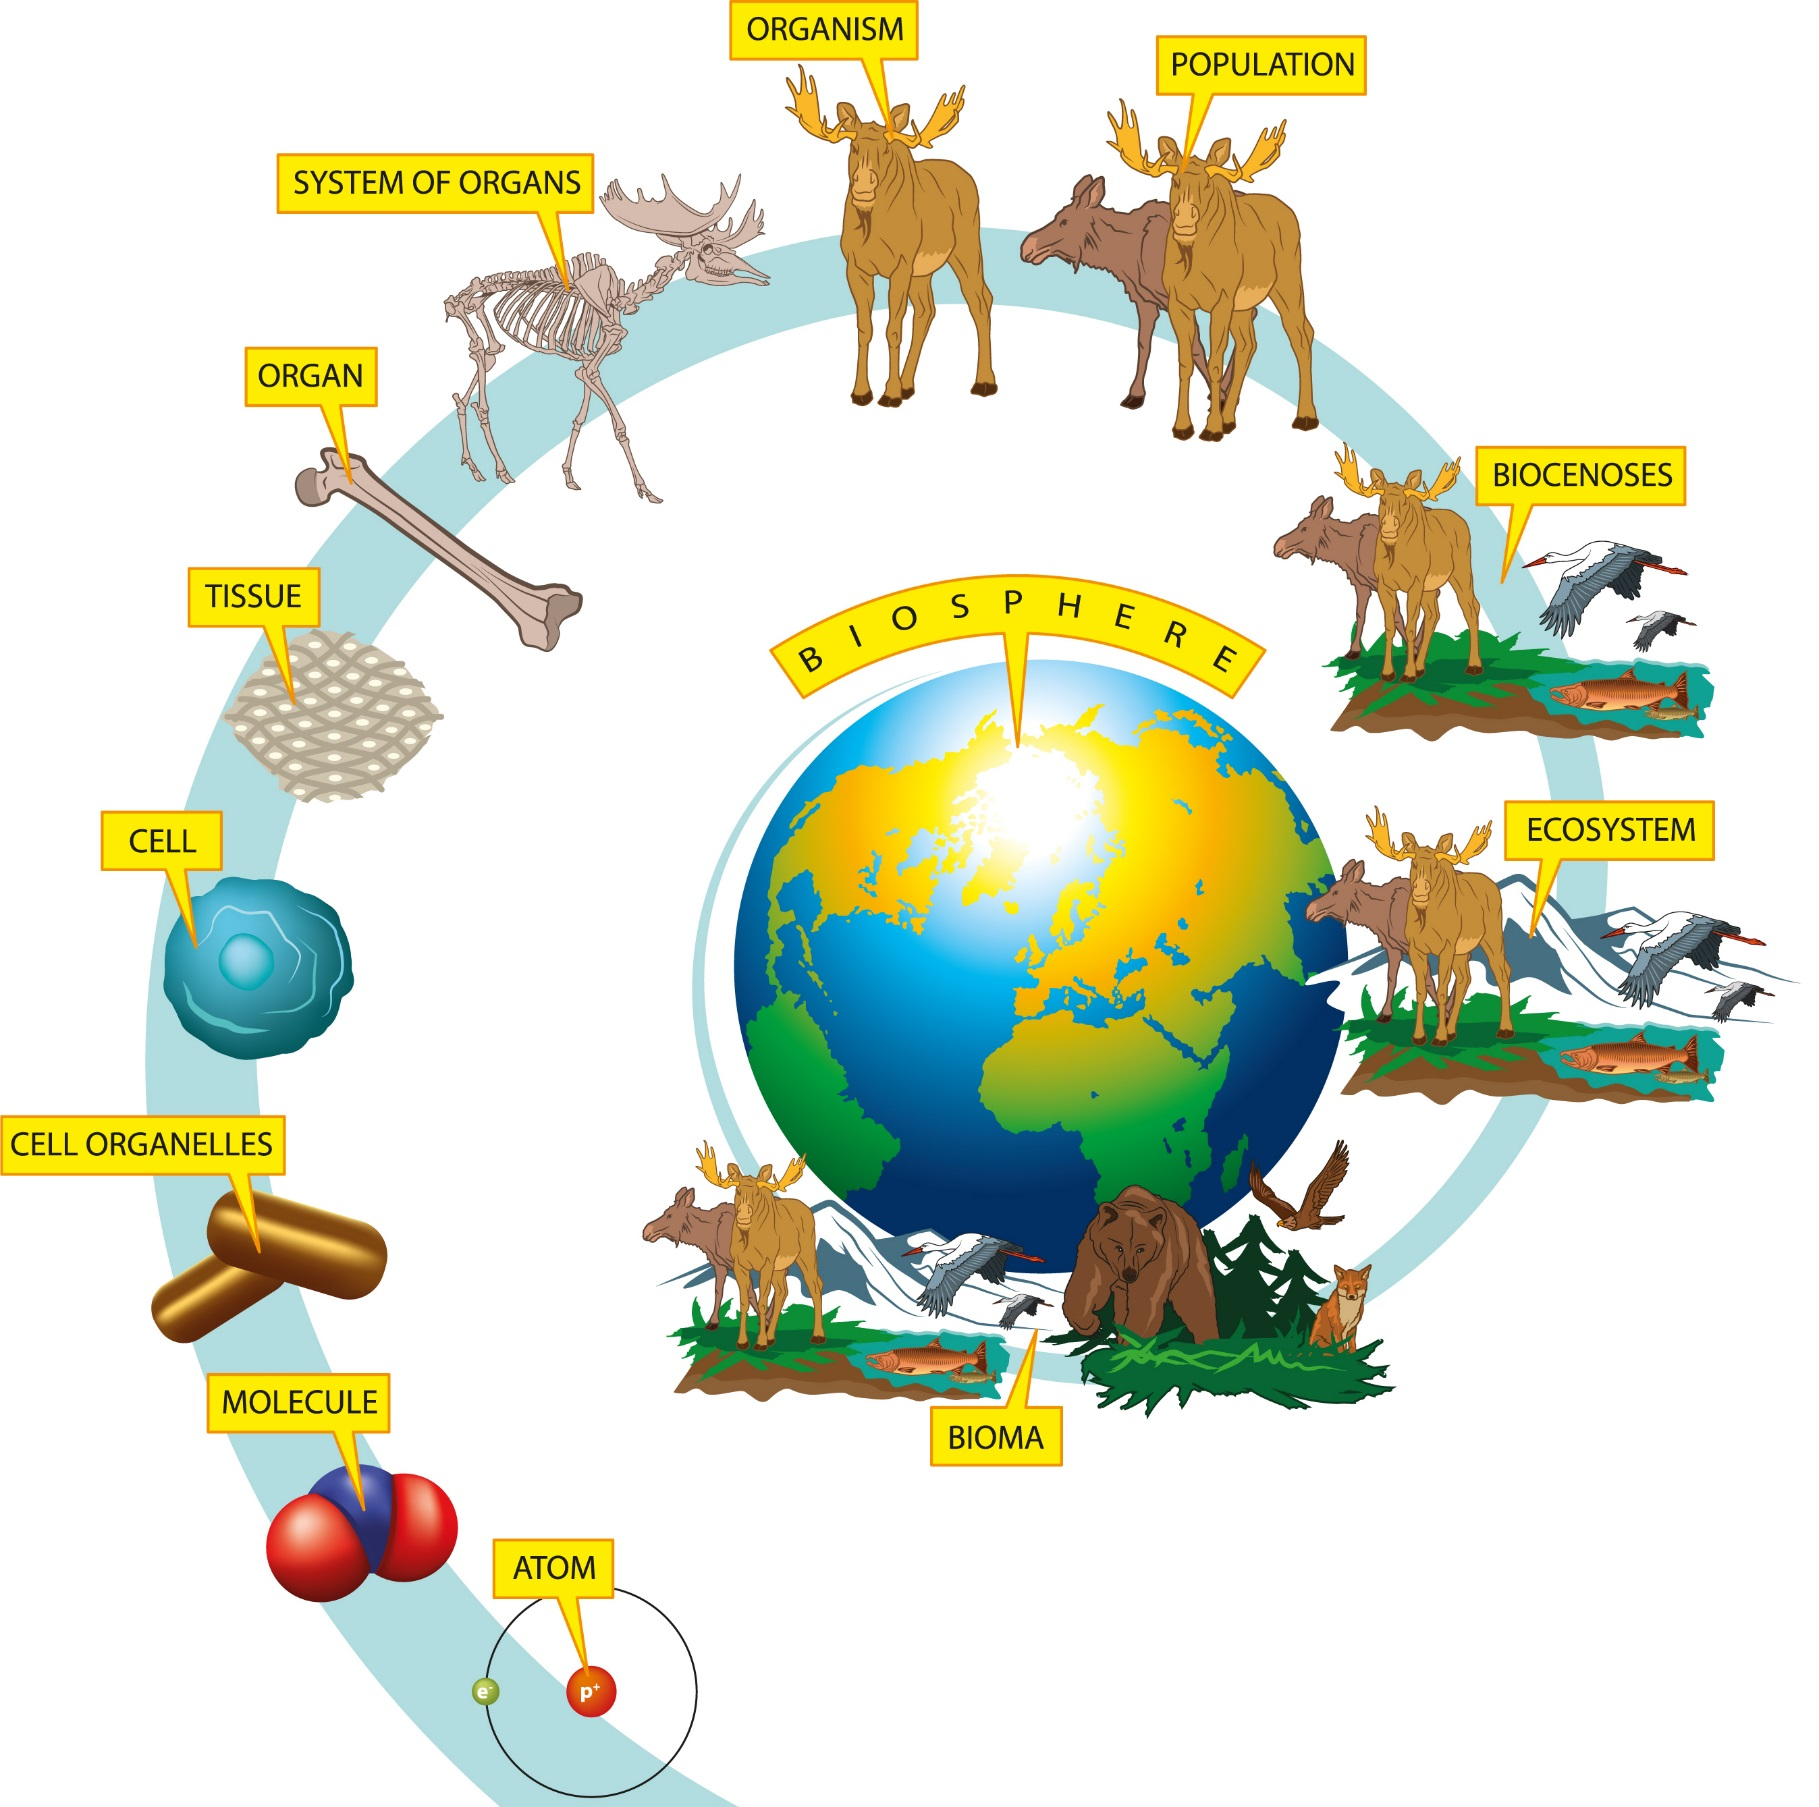 ORGANISM
POPULATION
SYSTEM OF ORGANS
ORGAN
BIOCENOSES
TISSUE
BIOSPHERE
CELL
ECOSYSTEM
CELL ORGANELLES
MOLECULE
BIOMA
ATOM
e-
p+